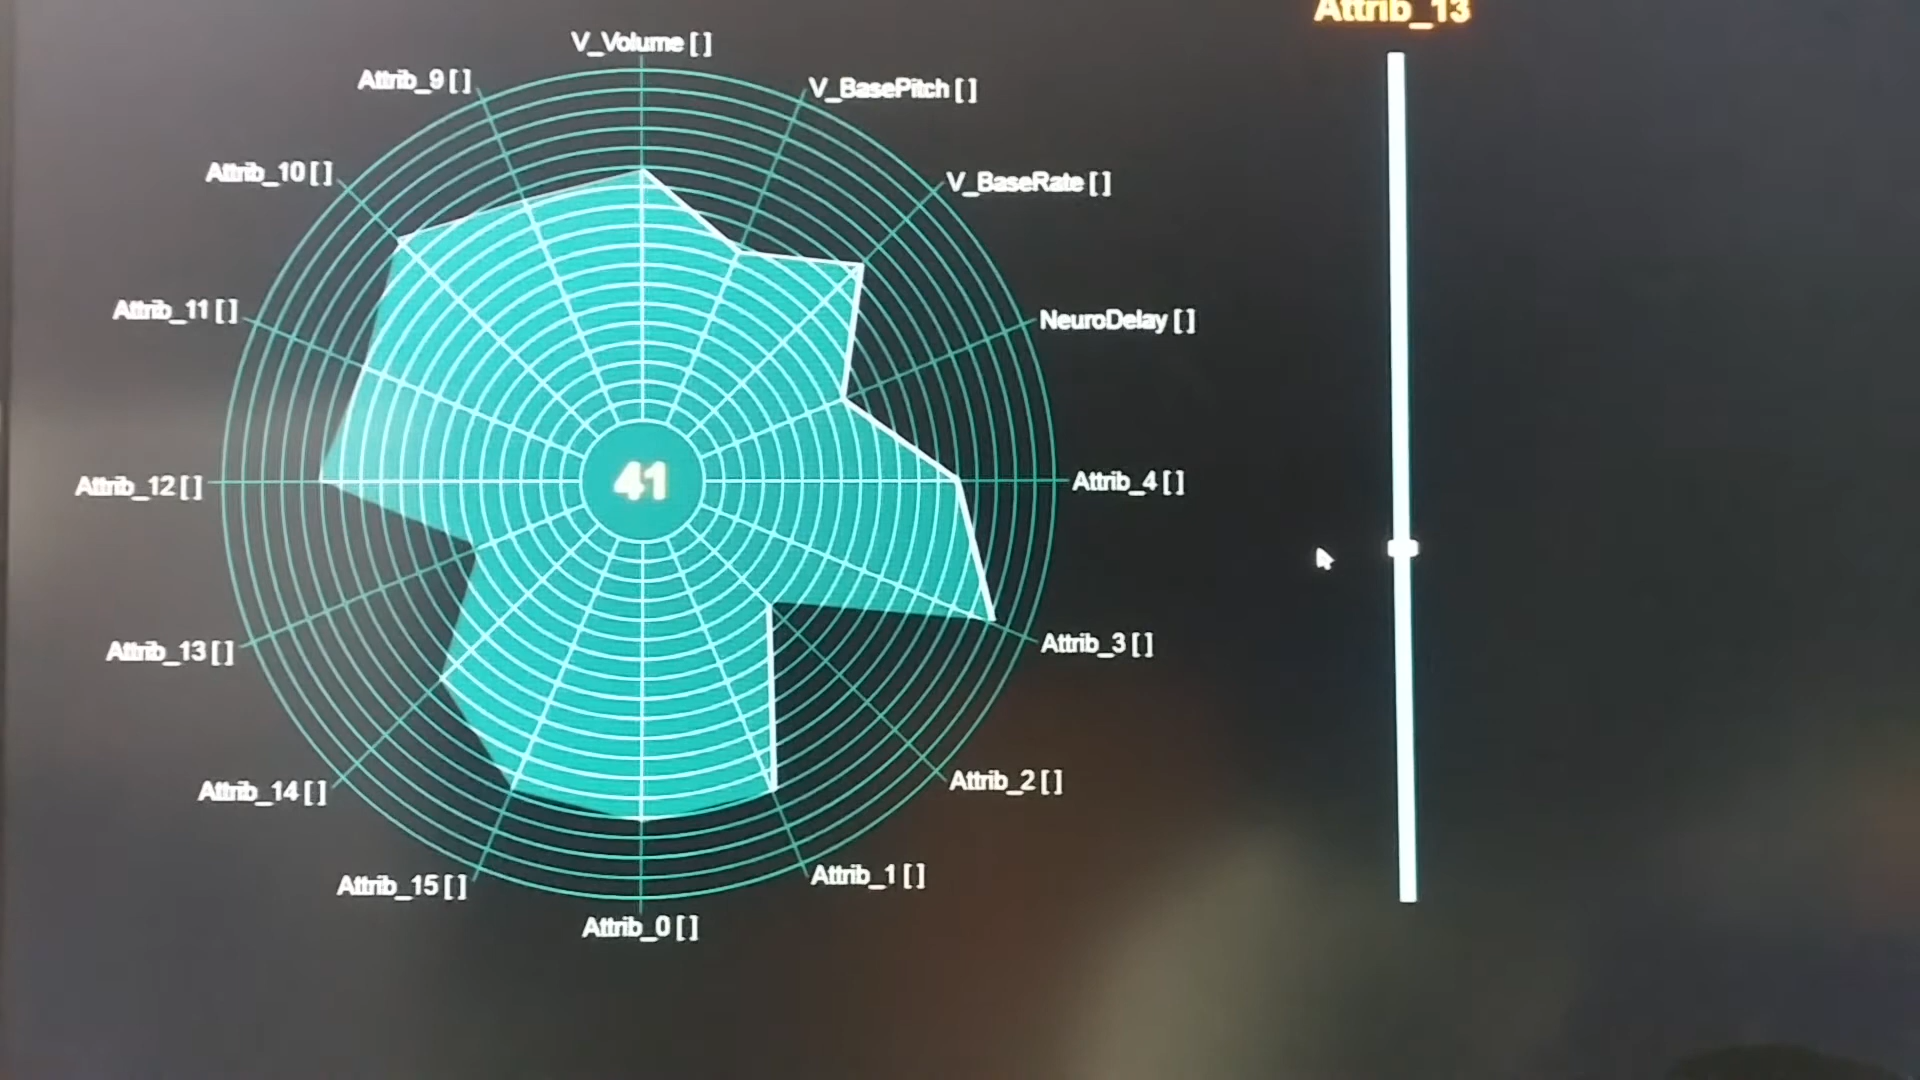 Attrib_13
V_Volume [ ]
Attrib_9 [ ]
V_BasePitch [ ]
Attrib_10 [ ]
V_BaseRate [ ]
Attrib_11 [ ]
NeuroDelay [ ]
41
Attrib_12 [ ]
Attrib_4 [ ]
Attrib_13 [ ]
Attrib_3 [ ]
Attrib_14 [ ]
Attrib_2 [ ]
Attrib_15 [ ]
Attrib_1 [ ]
Attrib_0 [ ]